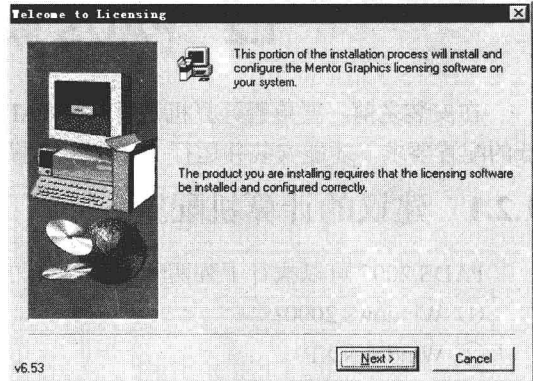 Welcome to Licensing
This portion of the installation process will install and
configure the Mentor Graphics licensing software on
your system.
The product you are installing requires that the licensing software
be installed and configured correctly.
v6.53
Next >
Cancel